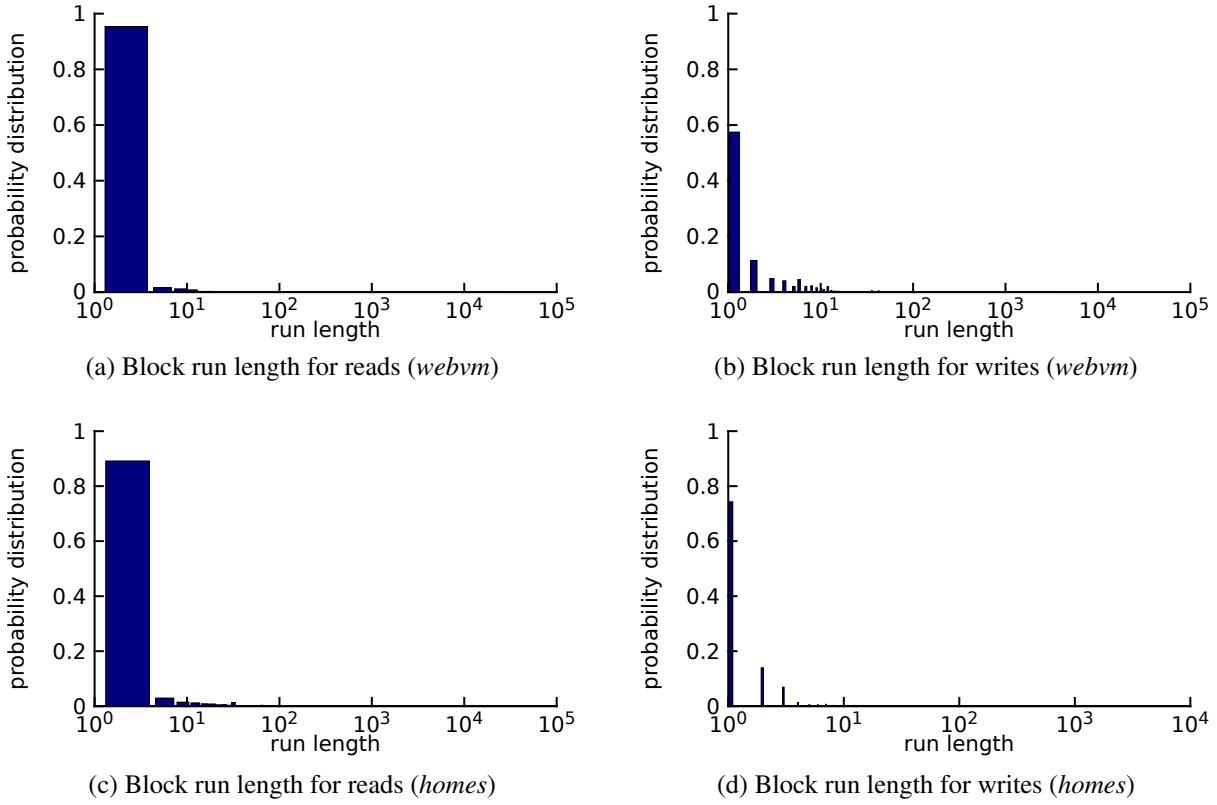 1
0.8
0.6
0.4
0.2
0
probability distribution
10^0 10^1 10^2 10^3 10^4 10^5
run length
(a) Block run length for reads (webvm)
1
0.8
0.6
0.4
0.2
0
probability distribution
10^0 10^1 10^2 10^3 10^4 10^5
run length
(b) Block run length for writes (webvm)
1
0.8
0.6
0.4
0.2
0
probability distribution
10^0 10^1 10^2 10^3 10^4 10^5
run length
(c) Block run length for reads (homes)
1
0.8
0.6
0.4
0.2
0
probability distribution
10^0 10^1 10^2 10^3 10^4
run length
(d) Block run length for writes (homes)